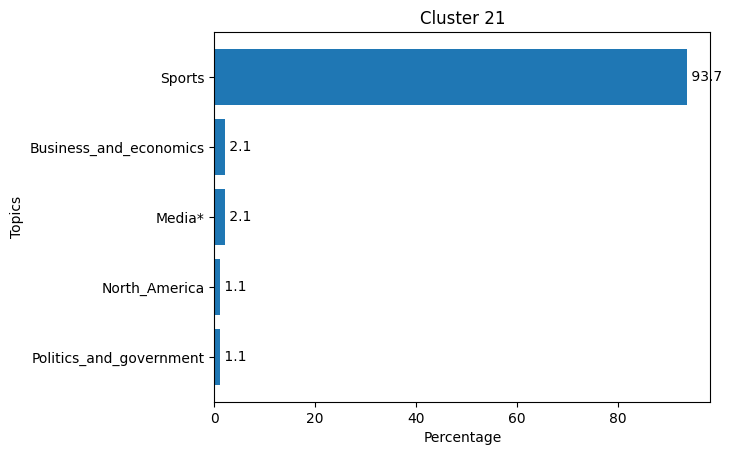 Cluster 21
Topics
Sports
93.7
Business_and_economics
2.1
Media*
2.1
North_America
1.1
Politics_and_government
1.1
0 20 40 60 80
Percentage